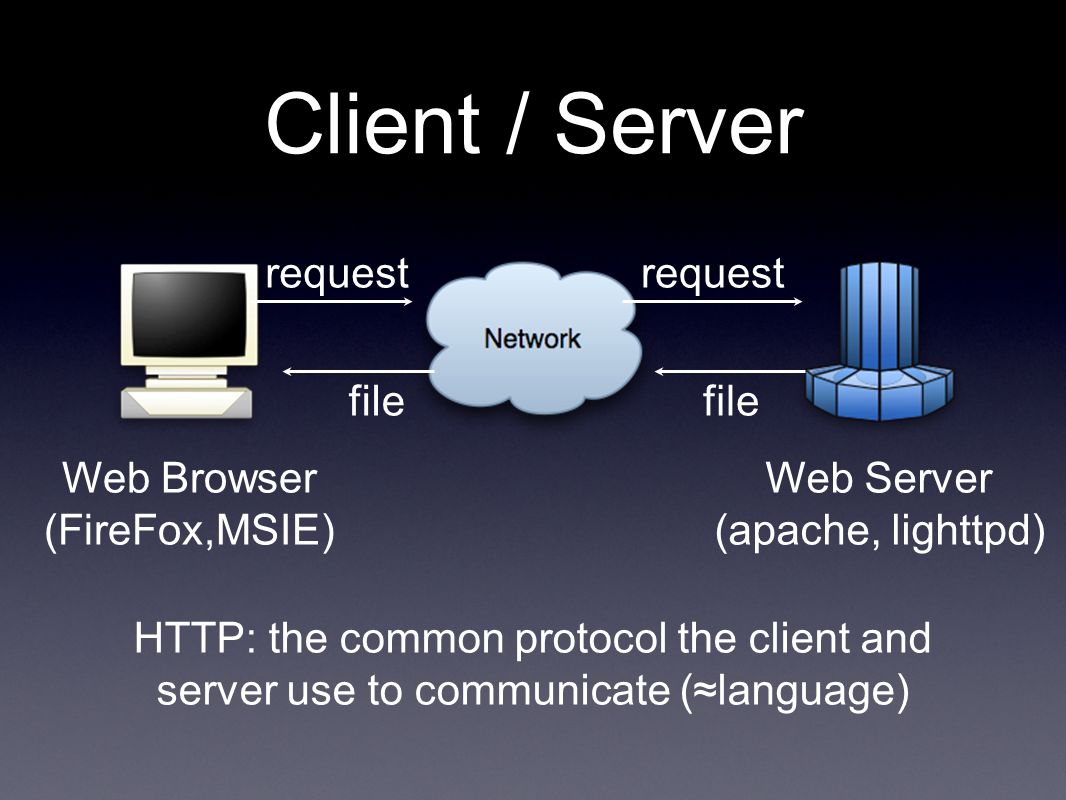 Client / Server
request
request
Network
file
file
Web Browser
(FireFox,MSIE)
Web Server
(apache, lighttpd)
HTTP: the common protocol the client and
server use to communicate (≈language)